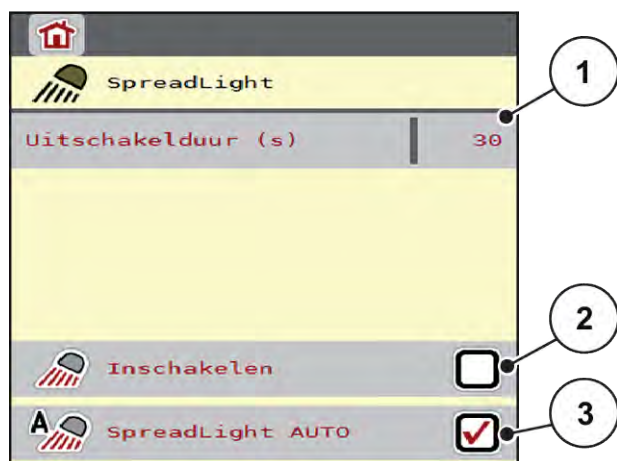 SpreadLight
1
Uitschakelduur (s) 30
2
Inschakelen
3
A SpreadLight AUTO